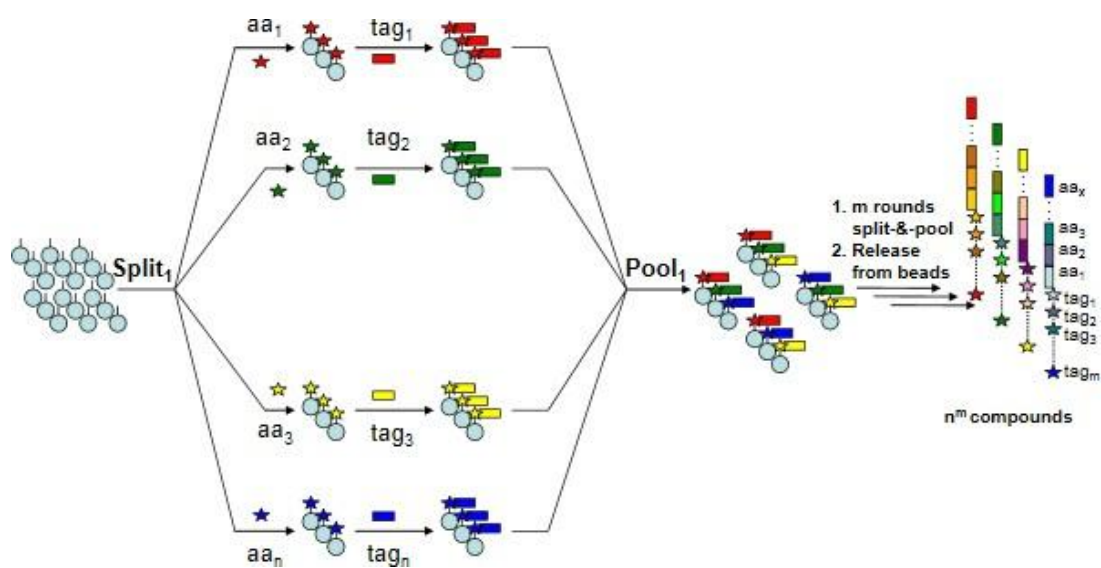 aa₁
tag₁
aa₂
tag₂
Split₁
aa₃
tag₃
aaₙ
tagₙ
Pool₁
1. m rounds
split-&-pool
2. Release
from beads
aaₓ
aa₃
aa₂
aa₁
tag₁
tag₂
tag₃
tagₘ
nᵐ compounds